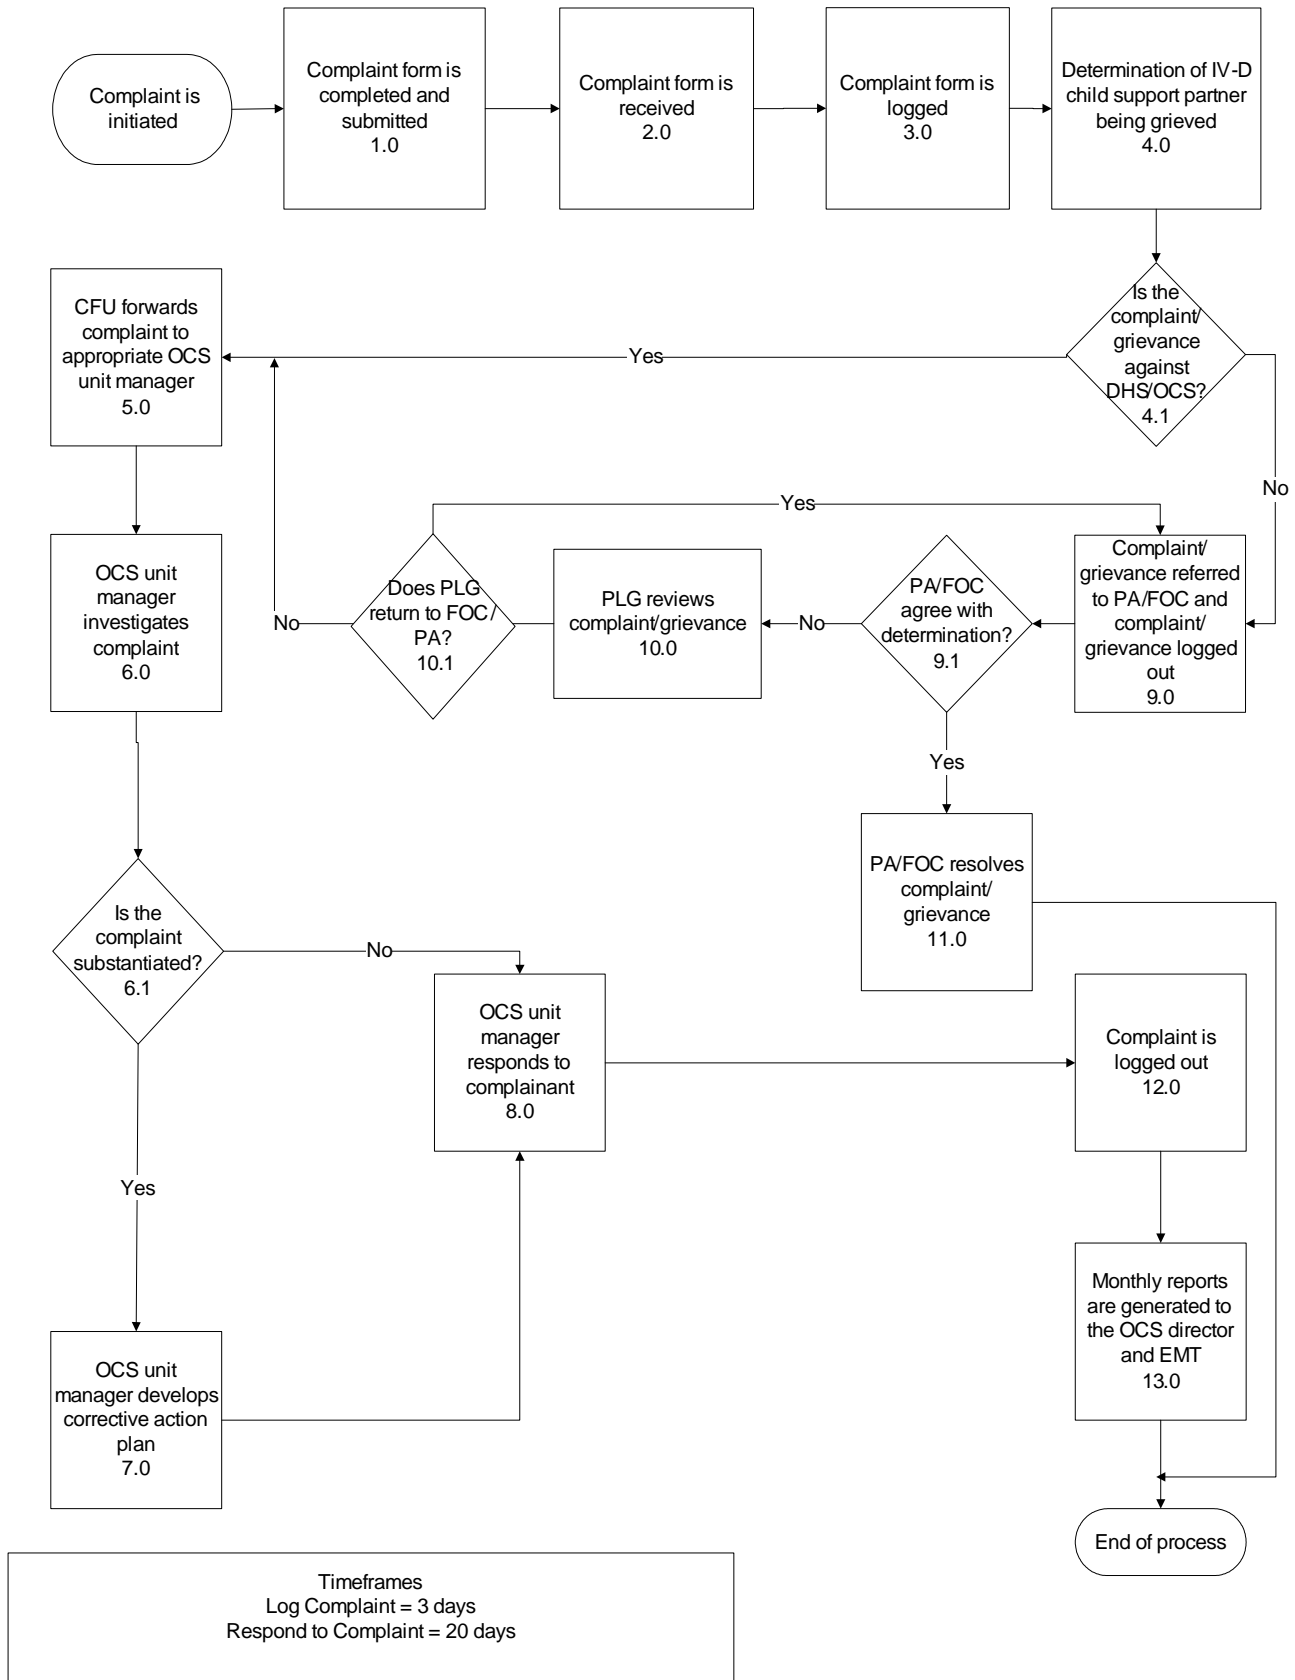 Complaint is
initiated
Complaint form is
completed and
submitted
1.0
Complaint form is
received
2.0
Complaint form is
logged
3.0
Determination of IV-D
child support partner
being grieved
4.0
Is the
complaint/
grievance
against
DHS/OCS?
4.1
Yes
No
CFU forwards
complaint to
appropriate OCS
unit manager
5.0
OCS unit
manager
investigates
complaint
6.0
Yes
No
Does PLG
return to FOC/
PA?
10.1
PLG reviews
complaint/grievance
10.0
No
PA/FOC
agree with
determination?
9.1
Complaint/
grievance referred
to PA/FOC and
complaint/
grievance logged
out
9.0
Yes
PA/FOC resolves
complaint/
grievance
11.0
Is the
complaint
substantiated?
6.1
No
Yes
OCS unit
manager
responds to
complainant
8.0
Complaint is
logged out
12.0
OCS unit
manager develops
corrective action
plan
7.0
Monthly reports
are generated to
the OCS director
and EMT
13.0
End of process
Timeframes
Log Complaint = 3 days
Respond to Complaint = 20 days